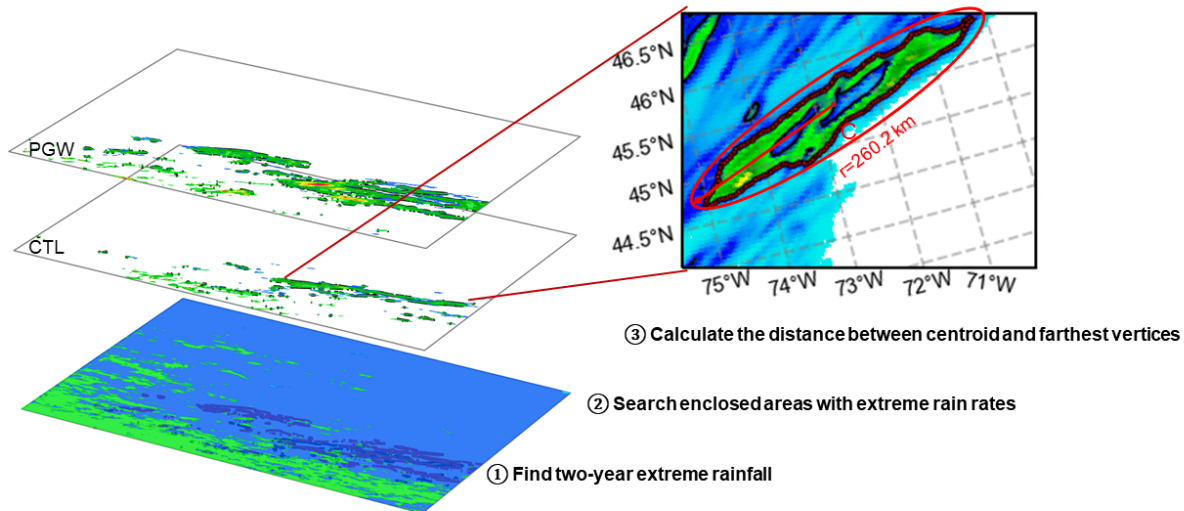 PGW
CTL
46.5°N
46°N
45.5°N
45°N
44.5°N
C
r=260.2 km
75°W
74°W
73°W
72°W
71°W
③ Calculate the distance between centroid and farthest vertices
② Search enclosed areas with extreme rain rates
① Find two-year extreme rainfall